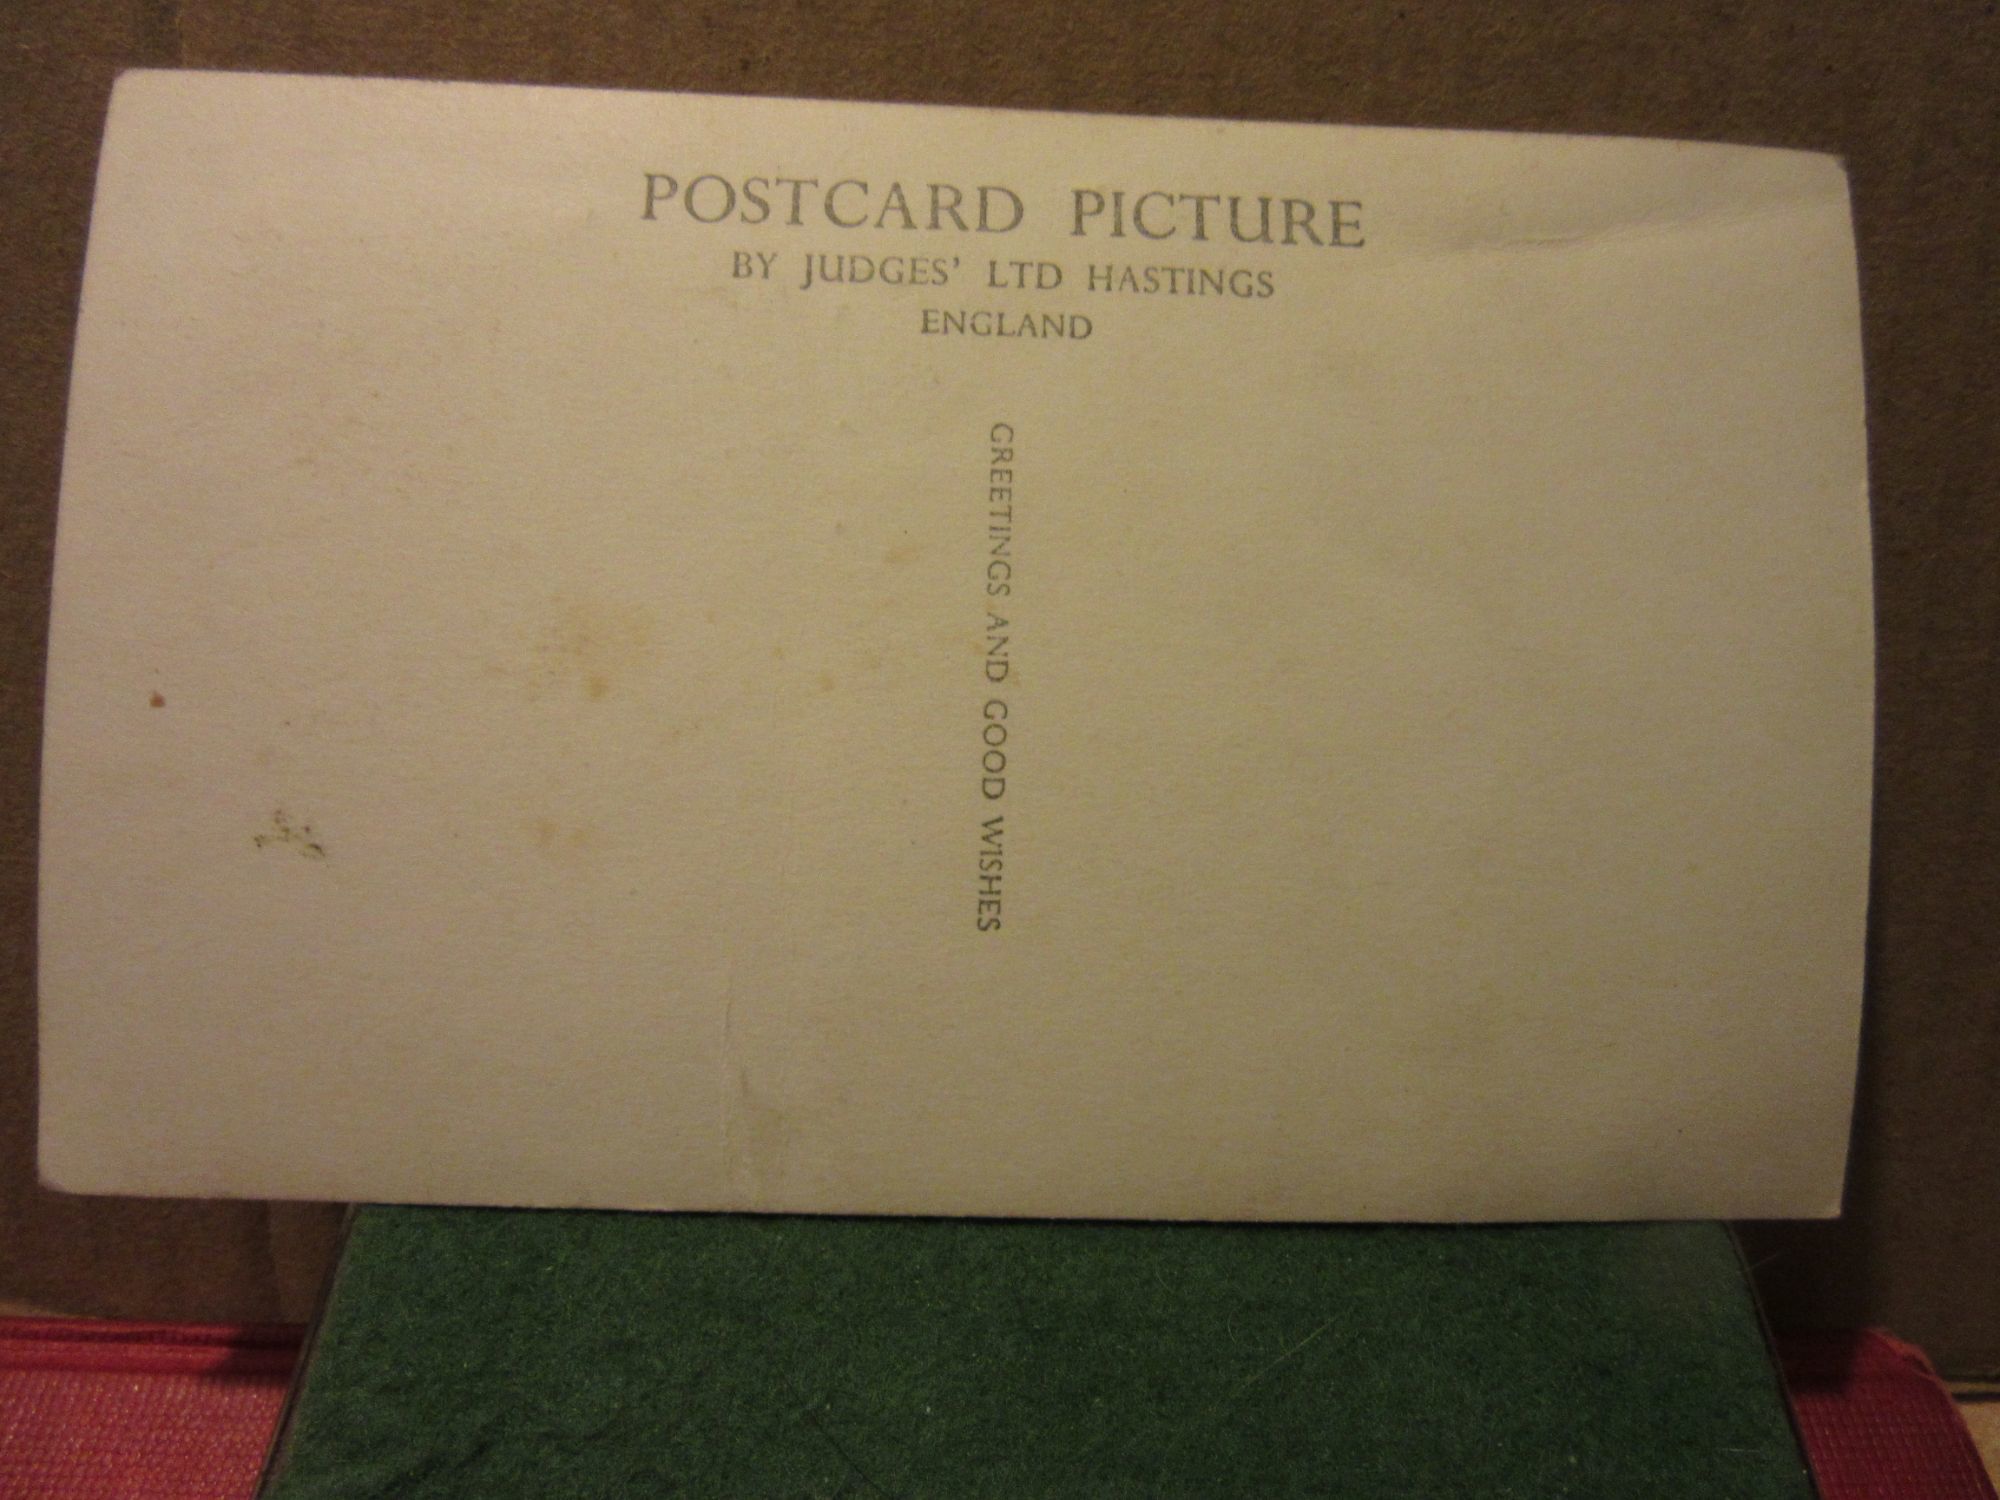 POSTCARD PICTURE
BY JUDGES' LTD HASTINGS
ENGLAND
GREETINGS AND GOOD WISHES